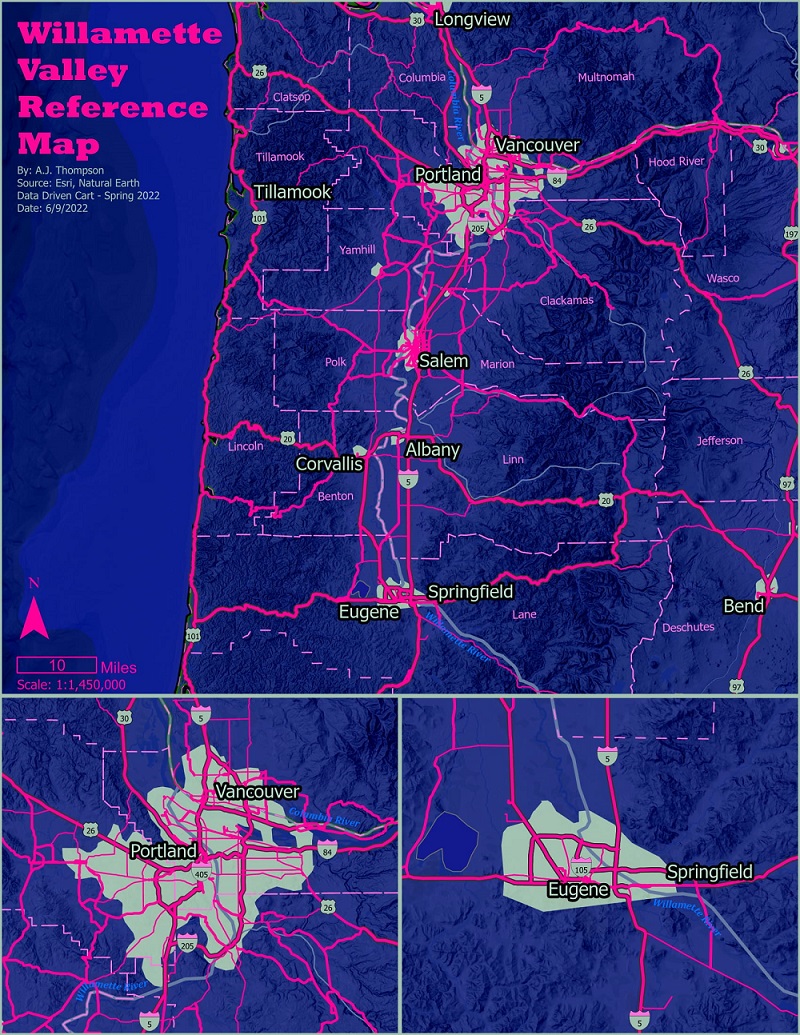 Willamette
Valley
Reference
Map
By: A.J. Thompson
Source: Esri, Natural Earth
Data Driven Cart - Spring 2022
Date: 6/9/2022
30
Longview
26
Columbia
5
Multnomah
Clatsop
Columbia River
Vancouver
30
Tillamook
Hood River
Portland
84
Tillamook
101
205
26
197
Yamhill
Wasco
Clackamas
Polk
Salem
Marion
26
20
Lincoln
Jefferson
Albany
Corvallis
Linn
5
97
Benton
20
N
Springfield
Bend
Eugene
Lane
Willamette River
Deschutes
101
10 Miles
Scale: 1:1,450,000
97
30
5
Vancouver
Columbia River
26
Portland
84
405
26
205
Willamette River
5
5
105
Springfield
Eugene
Willamette River
5